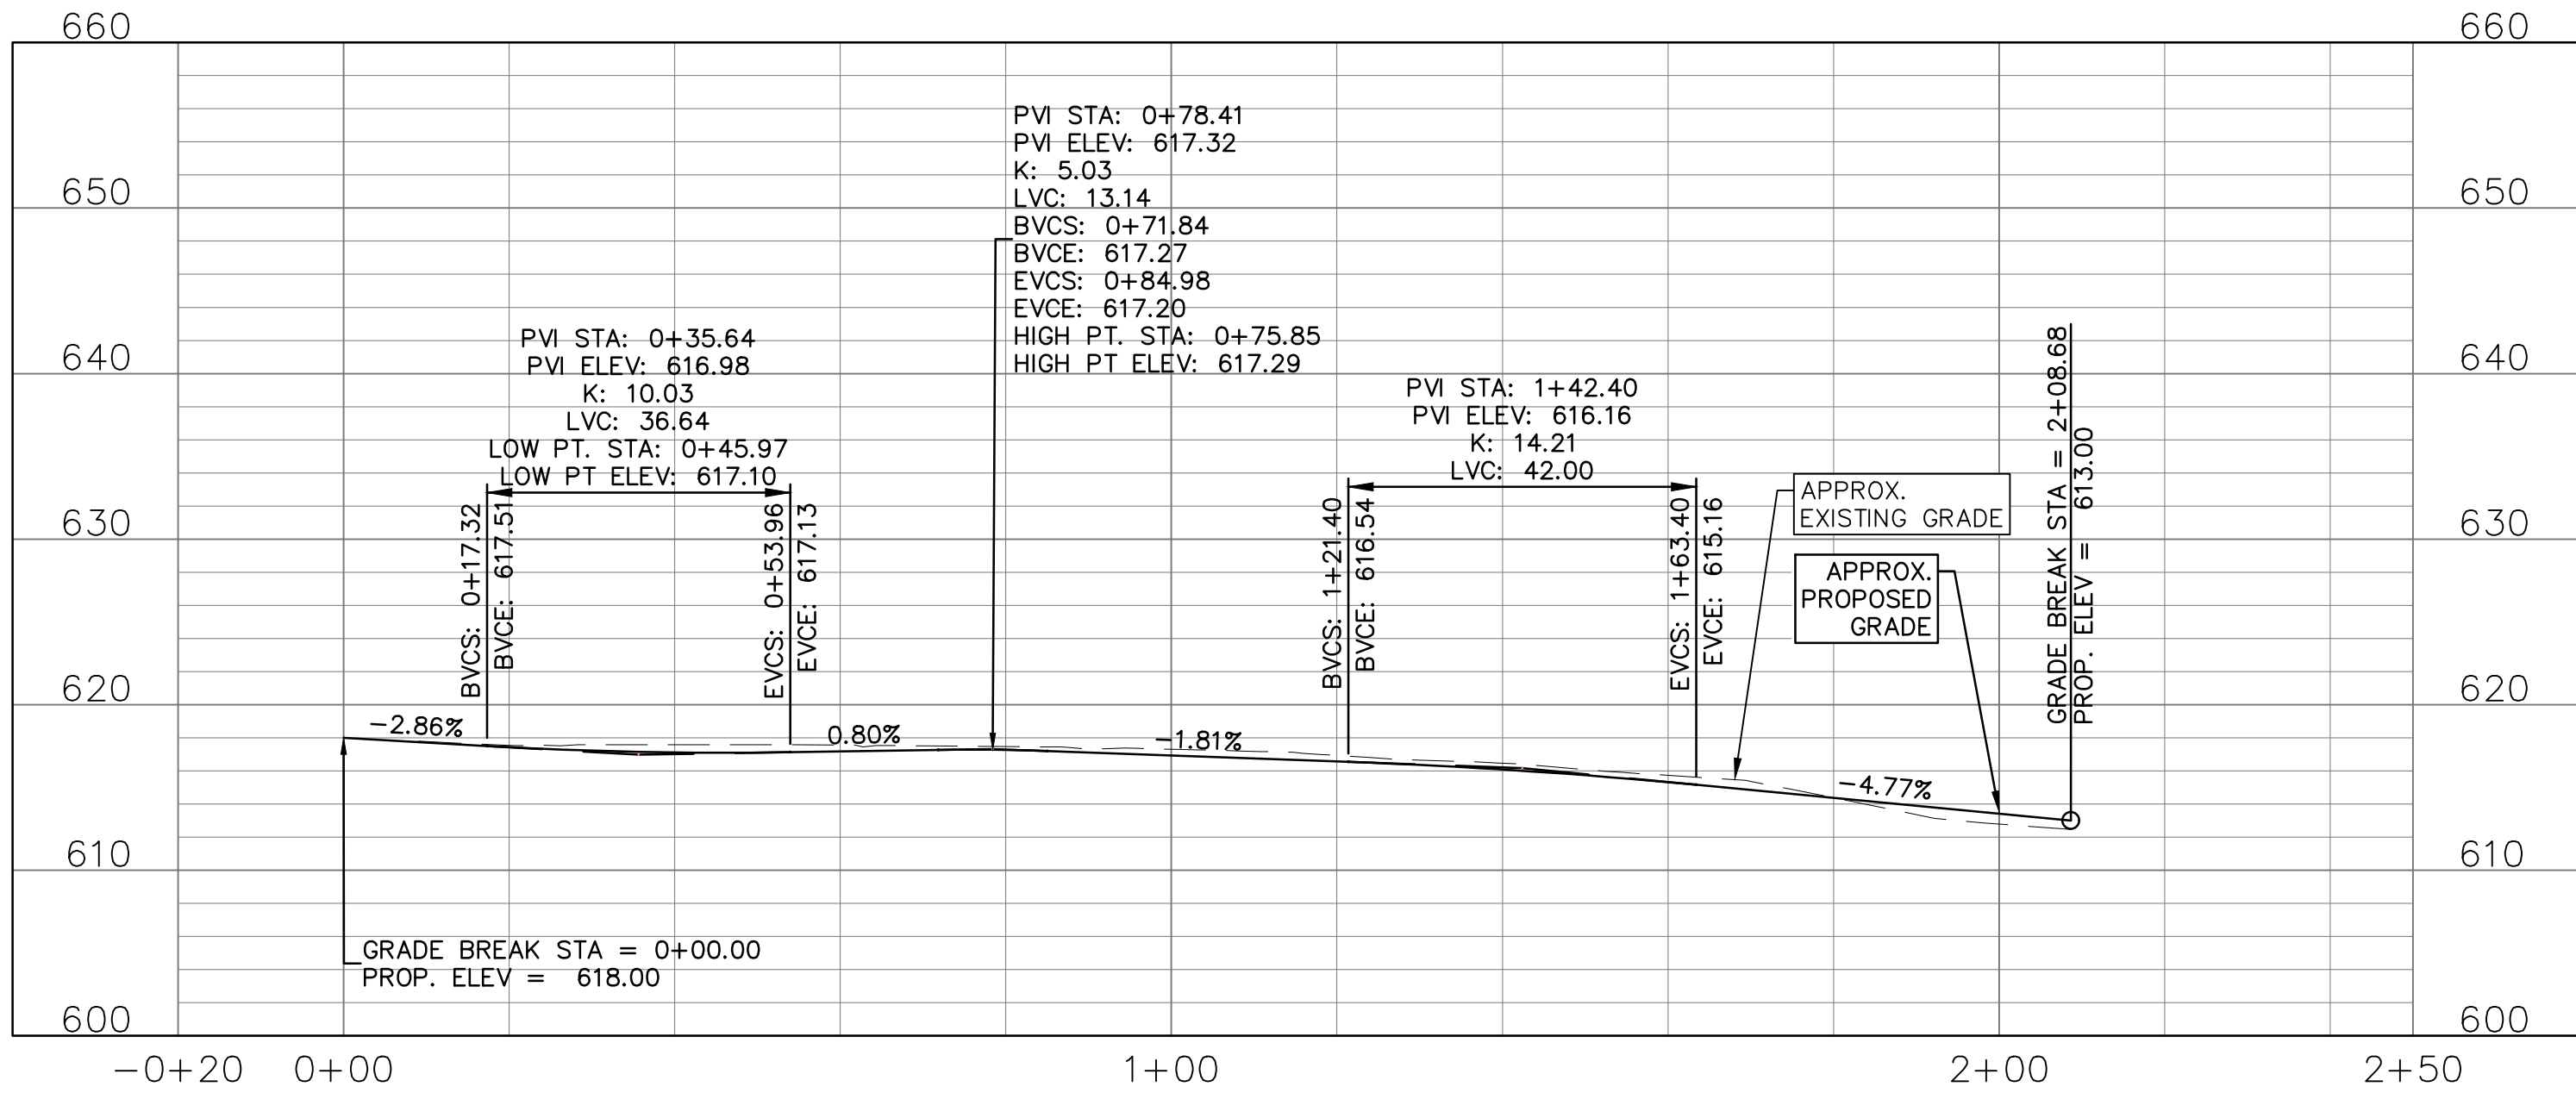 660
660
650
650
640
640
630
630
620
620
610
610
600
600
PVI STA: 0+78.41
PVI ELEV: 617.32
K: 5.03
LVC: 13.14
BVCS: 0+71.84
BVCE: 617.27
EVCS: 0+84.98
EVCE: 617.20
HIGH PT. STA: 0+75.85
HIGH PT ELEV: 617.29
PVI STA: 0+35.64
PVI ELEV: 616.98
K: 10.03
LVC: 36.64
LOW PT. STA: 0+45.97
LOW PT ELEV: 617.10
BVCS: 0+17.32
BVCE: 617.51
EVCS: 0+53.96
EVCE: 617.13
PVI STA: 1+42.40
PVI ELEV: 616.16
K: 14.21
LVC: 42.00
BVCS: 1+21.40
BVCE: 616.54
EVCS: 1+63.40
EVCE: 615.16
APPROX.
EXISTING GRADE
APPROX.
PROPOSED
GRADE
GRADE BREAK STA = 2+08.68
PROP. ELEV = 613.00
-2.86%
0.80%
-1.81%
-4.77%
GRADE BREAK STA = 0+00.00
PROP. ELEV = 618.00
-0+20
0+00
1+00
2+00
2+50